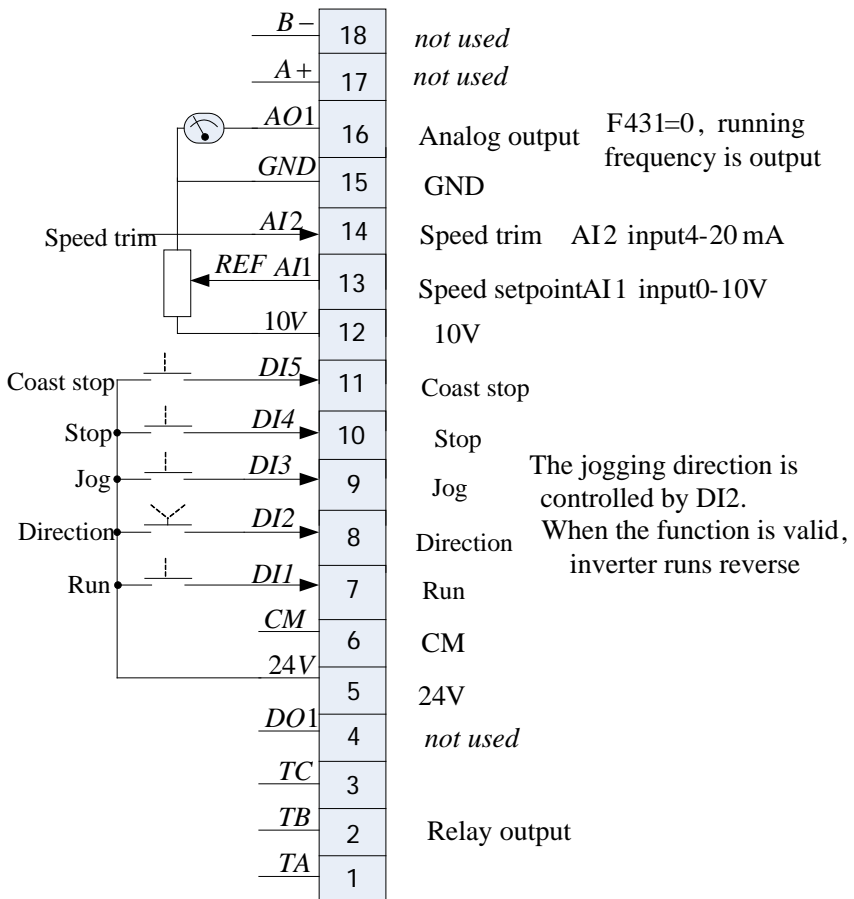 B− 18 not used
A+ 17 not used
AO1 16 Analog output F431=0, running
frequency is output
GND 15 GND
Speed trim AI2 14 Speed trim AI2 input4-20 mA
REF AI1 13 Speed setpointAI1 input0-10V
10V 12 10V
Coast stop DI5 11 Coast stop
Stop DI4 10 Stop
Jog DI3 9 Jog The jogging direction is
controlled by DI2.
Direction DI2 8 Direction When the function is valid,
inverter runs reverse
Run DI1 7 Run
CM 6 CM
24V 5 24V
DO1 4 not used
TC 3
TB 2 Relay output
TA 1